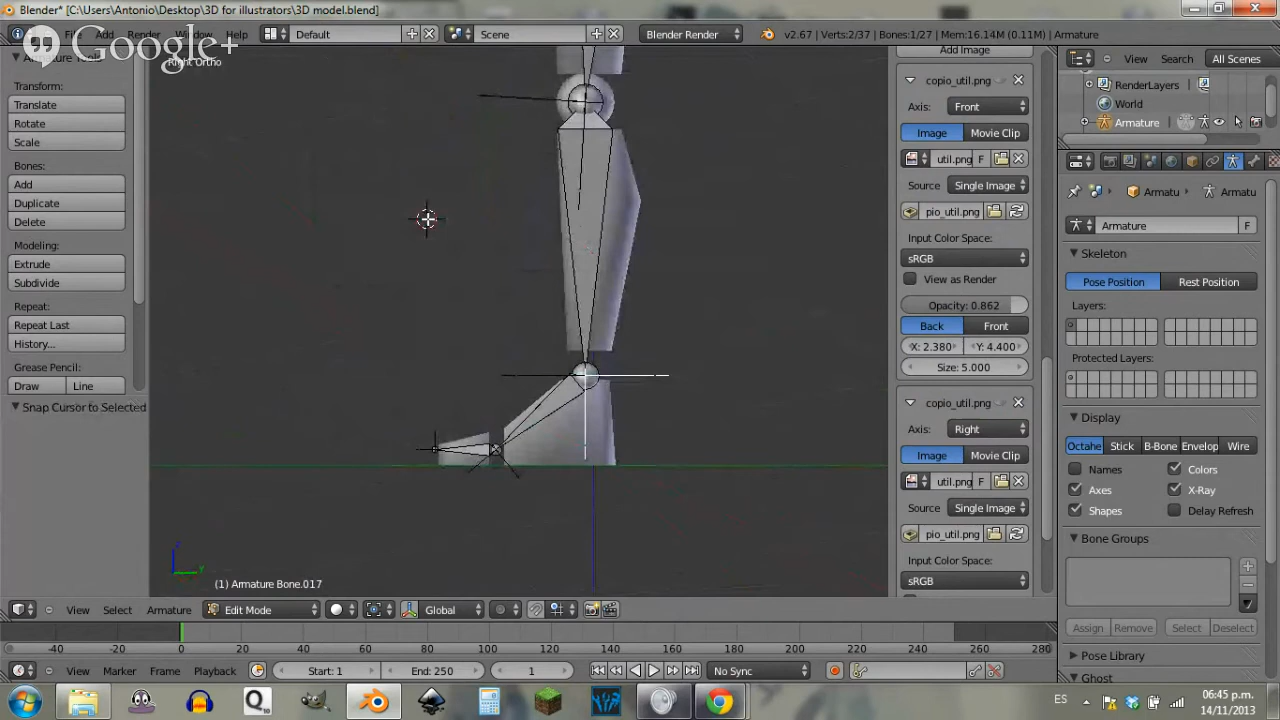 Blender* [C:\Users\Antonio\Desktop\3D for illustrators\3D model.blend]
File Add Render Window Help Default Scene Blender Render v2.67 | Verts:2/37 | Bones:1/27 | Mem:16.14M (0.11M) | Armature
Google+
Right Ortho
Armature Tools
Transform:
Translate
Rotate
Scale
Bones:
Add
Duplicate
Delete
Modeling:
Extrude
Subdivide
Repeat:
Repeat Last
History...
Grease Pencil:
Draw Line
Snap Cursor to Selected
(1) Armature Bone.017
View Select Armature Edit Mode Global
Add Image
copio_util.png
Axis: Front
Image Movie Clip
util.png F
Source Single Image
pio_util.png
Input Color Space:
sRGB
View as Render
Opacity: 0.862
Back Front
X: 2.380 Y: 4.400
Size: 5.000
copio_util.png
Axis: Right
Image Movie Clip
util.png F
Source Single Image
pio_util.png
Input Color Space:
sRGB
View Search All Scenes
RenderLayers
World
Armature
Armatu Armatu
Armature F
Skeleton
Pose Position Rest Position
Layers:
Protected Layers:
Display
Octahe Stick B-Bone Envelop Wire
Names Colors
Axes X-Ray
Shapes Delay Refresh
Bone Groups
Assign Remove Select Deselect
Pose Library
Ghost
-40 -20 0 20 40 60 80 100 120 140 160 180 200 220 240 260 280
View Marker Frame Playback Start: 1 End: 250 1 No Sync
Q
ES 06:45 p.m.
14/11/2013